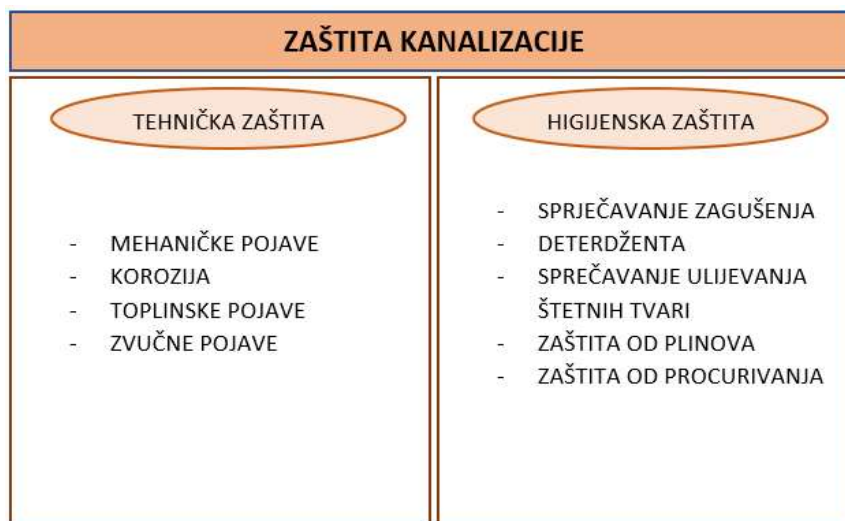 ZAŠTITA KANALIZACIJE
TEHNIČKA ZAŠTITA
- MEHANIČKE POJAVE
- KOROZIJA
- TOPLINSKE POJAVE
- ZVUČNE POJAVE
HIGIJENSKA ZAŠTITA
- SPRJEČAVANJE ZAGUŠENJA
- DETERDŽENTA
- SPREČAVANJE ULIJEVANJA
ŠTETNIH TVARI
- ZAŠTITA OD PLINOVA
- ZAŠTITA OD PROCURIVANJA